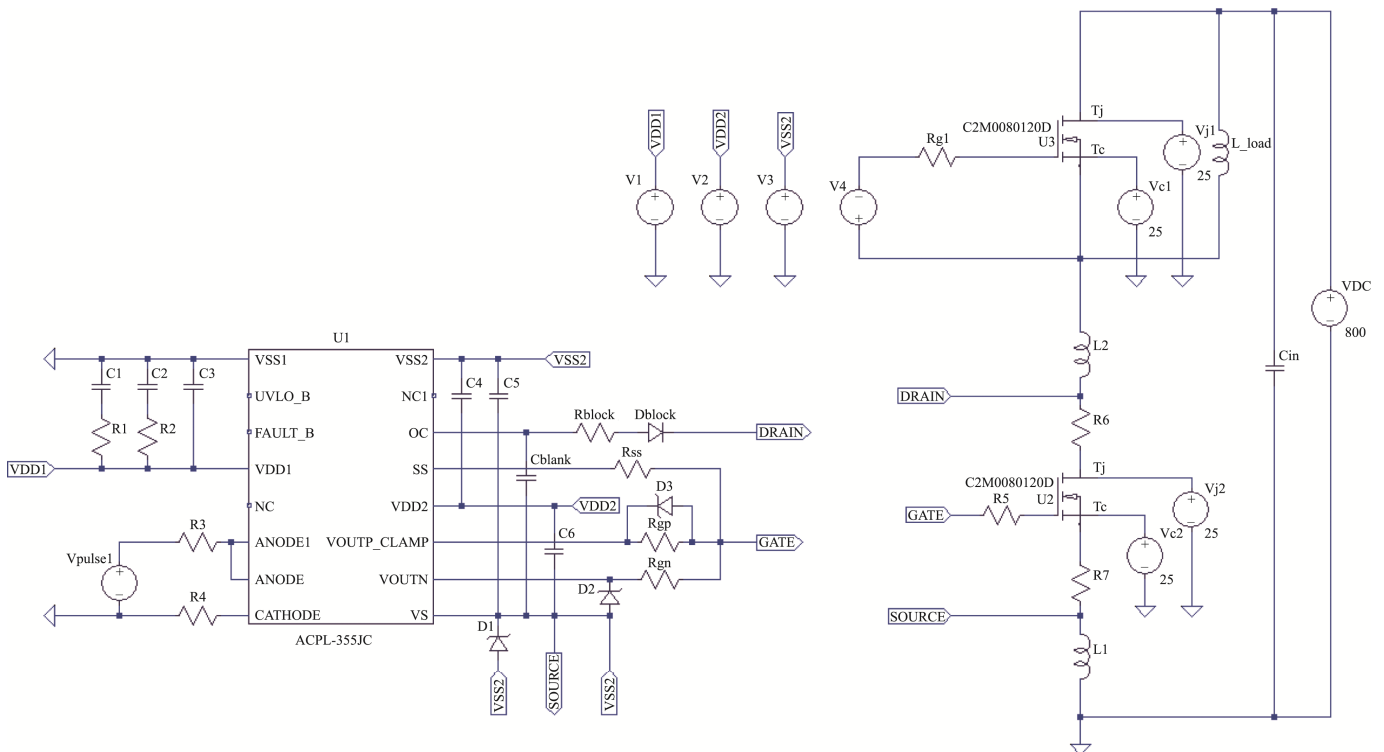 VDD1
VDD2
VSS2
V1
V2
V3
V4
+
−
+
−
+
−
−
+
Rg1
C2M0080120D
U3
Tj
Tc
Vj1
+
−
25
Vc1
+
−
25
L_load
VDC
+
−
800
Cin
L2
DRAIN
R6
C2M0080120D
U2
Tj
Tc
Vj2
+
−
25
Vc2
+
−
25
GATE
R5
R7
SOURCE
L1
U1
VSS1
UVLO_B
FAULT_B
VDD1
NC
ANODE1
ANODE
CATHODE
VSS2
NC1
OC
SS
VDD2
VOUTP_CLAMP
VOUTN
VS
ACPL-355JC
C1
C2
C3
R1
R2
VDD1
R3
Vpulse1
+
−
R4
C4
C5
VSS2
Rblock
Dblock
DRAIN
Cblank
Rss
VDD2
D3
Rgp
C6
GATE
Rgn
D2
D1
VSS2
SOURCE
VSS2